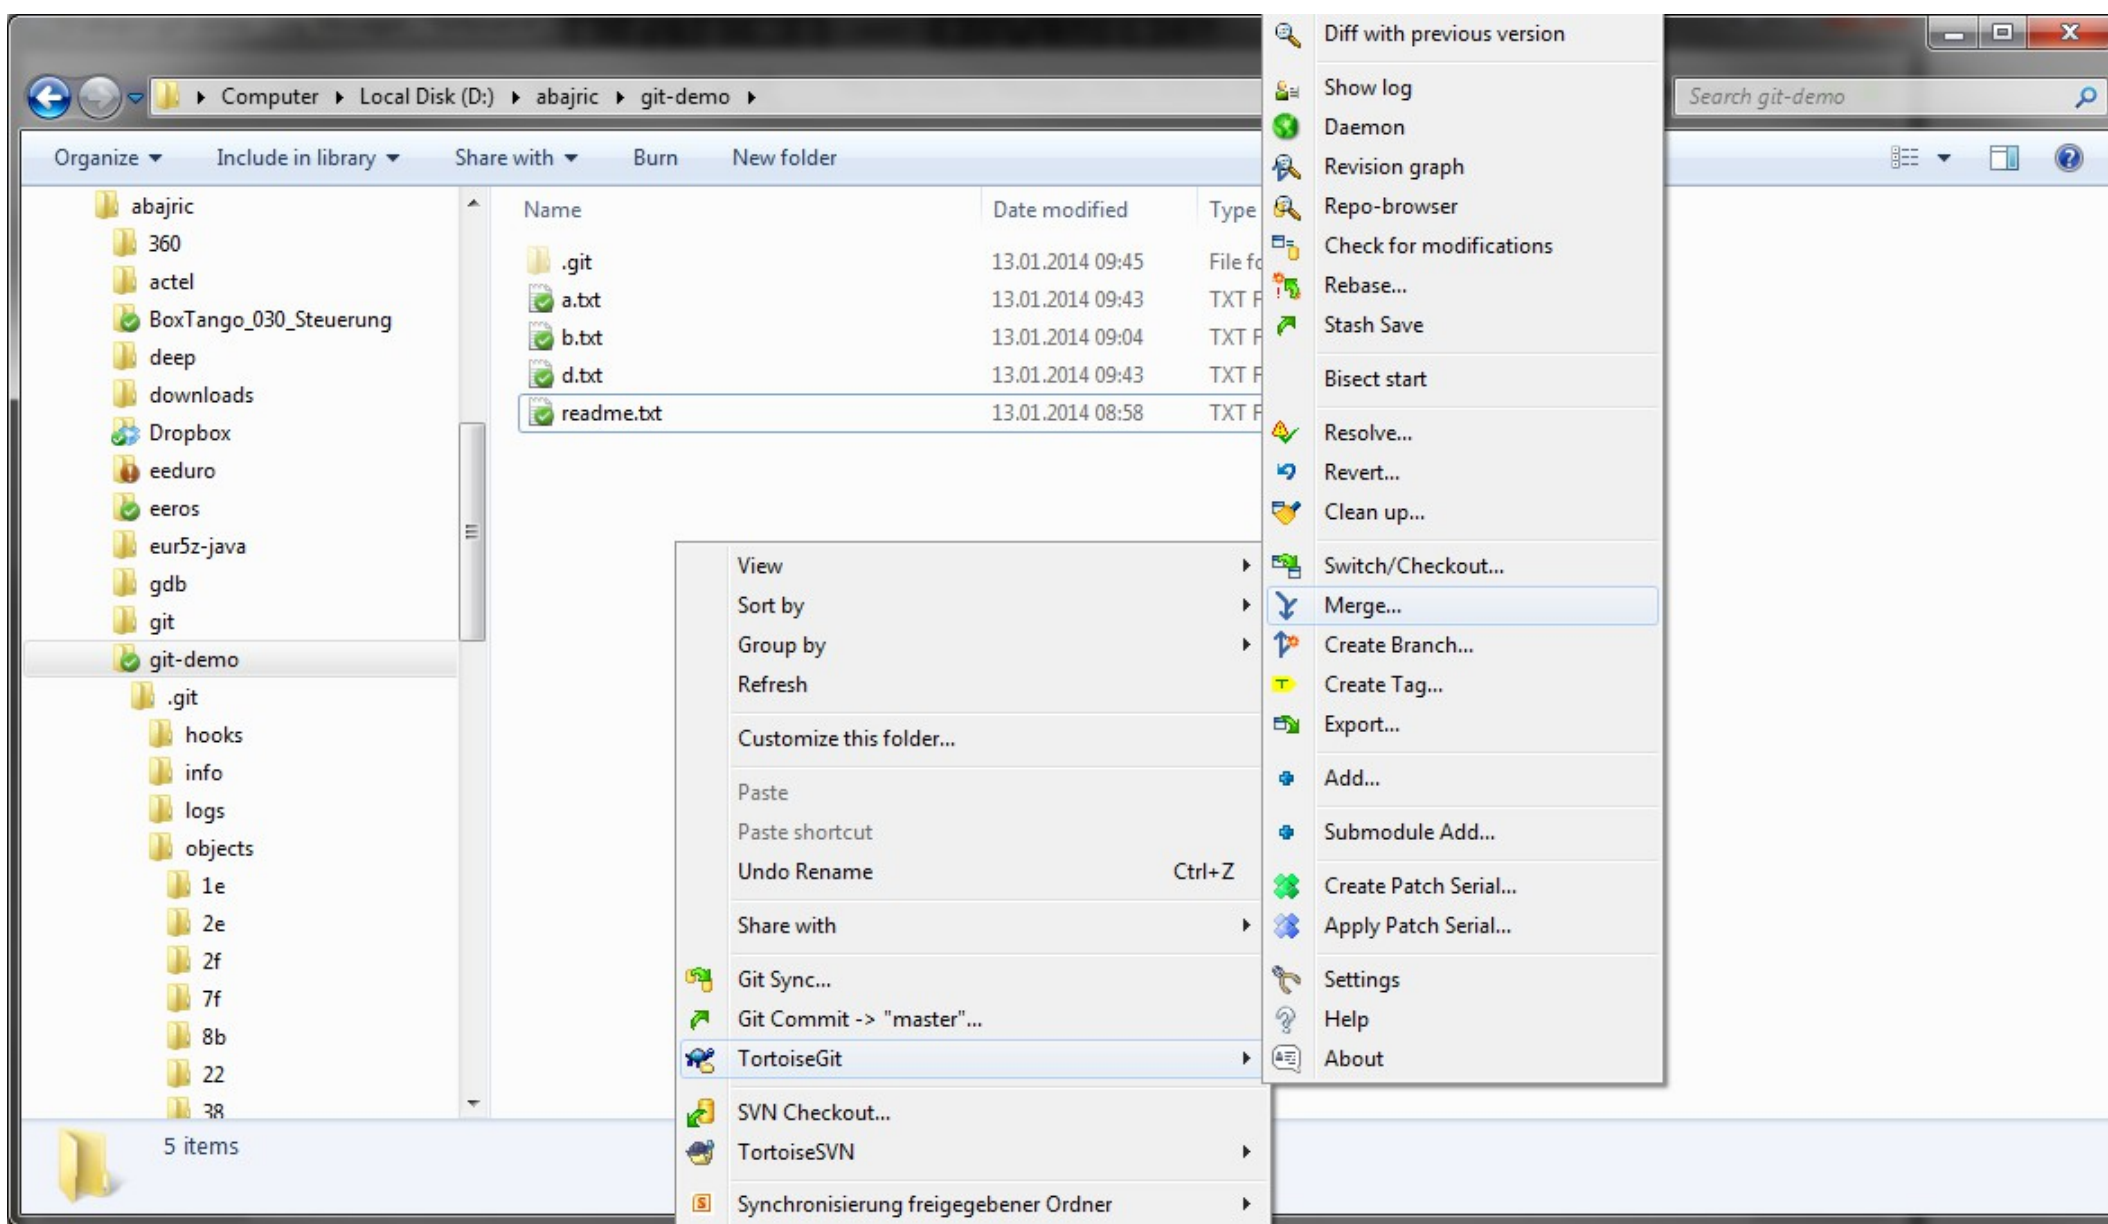 Computer Local Disk (D:) abajric git-demo
Search git-demo
Organize Include in library Share with Burn New folder
abajric
360
actel
BoxTango_030_Steuerung
deep
downloads
Dropbox
eeduro
eeros
eur5z-java
gdb
git
git-demo
.git
hooks
info
logs
objects
1e
2e
2f
7f
8b
22
38
Name Date modified Type
.git 13.01.2014 09:45 File fo
a.txt 13.01.2014 09:43 TXT F
b.txt 13.01.2014 09:04 TXT F
d.txt 13.01.2014 09:43 TXT F
readme.txt 13.01.2014 08:58 TXT F
View
Sort by
Group by
Refresh
Customize this folder...
Paste
Paste shortcut
Undo Rename Ctrl+Z
Share with
Git Sync...
Git Commit -> "master"...
TortoiseGit
SVN Checkout...
TortoiseSVN
Synchronisierung freigegebener Ordner
Diff with previous version
Show log
Daemon
Revision graph
Repo-browser
Check for modifications
Rebase...
Stash Save
Bisect start
Resolve...
Revert...
Clean up...
Switch/Checkout...
Merge...
Create Branch...
Create Tag...
Export...
Add...
Submodule Add...
Create Patch Serial...
Apply Patch Serial...
Settings
Help
About
5 items